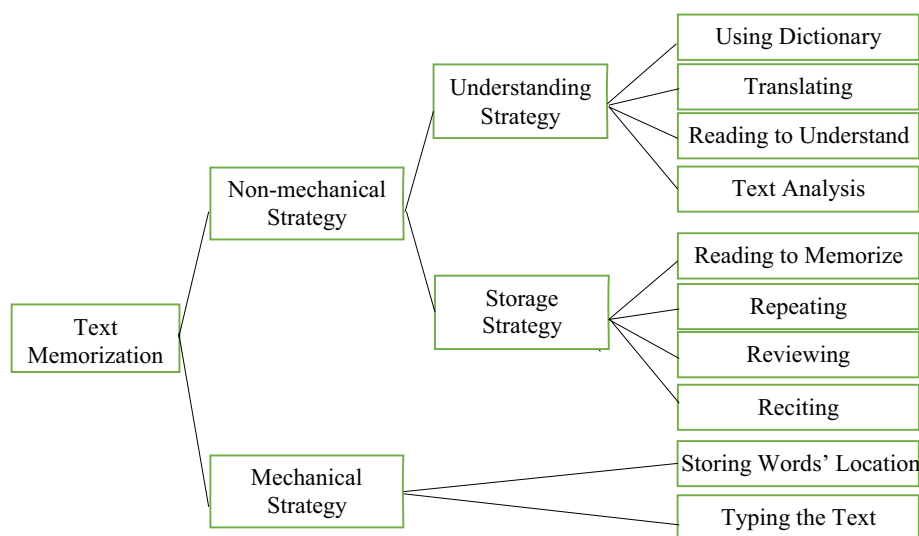 Text
Memorization
Non-mechanical
Strategy
Mechanical
Strategy
Understanding
Strategy
Storage
Strategy
Using Dictionary
Translating
Reading to Understand
Text Analysis
Reading to Memorize
Repeating
Reviewing
Reciting
Storing Words’ Location
Typing the Text